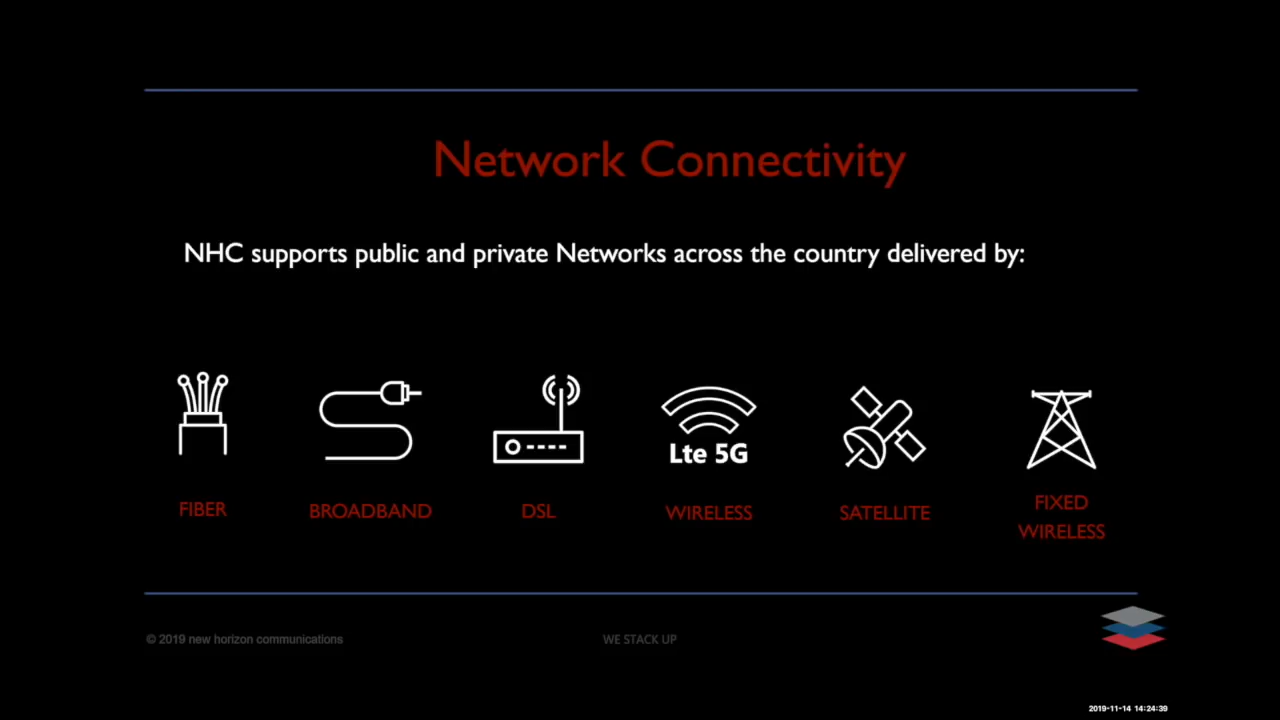 Network Connectivity
NHC supports public and private Networks across the country delivered by:
Lte 5G
FIBER
BROADBAND
DSL
WIRELESS
SATELLITE
FIXED
WIRELESS
© 2019 new horizon communications
WE STACK UP
2019-11-14 14:24:39